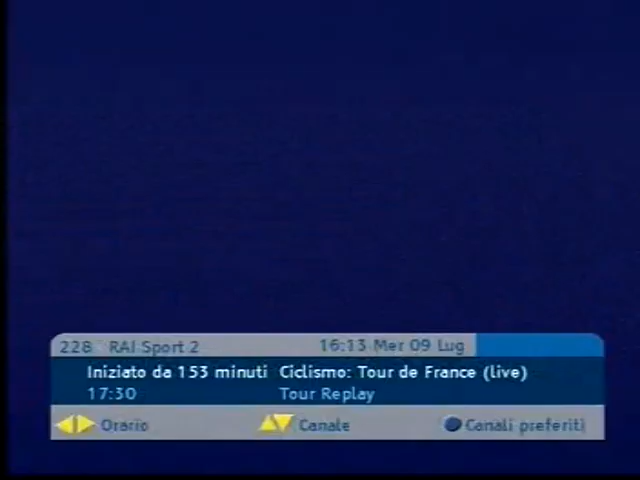 228 RAI Sport 2 16:13 Mer 09 Lug
Iniziato da 153 minuti Ciclismo: Tour de France (live)
17:30 Tour Replay
Orario Canale Canali preferiti